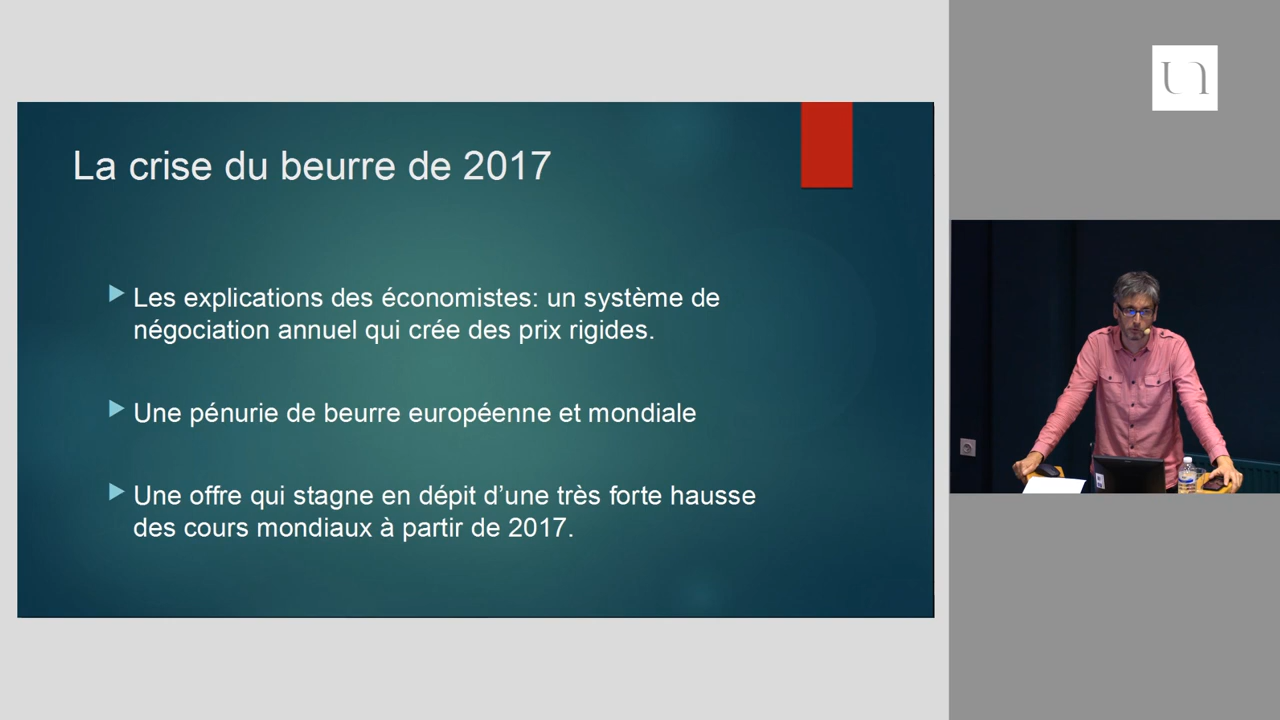 La crise du beurre de 2017
Les explications des économistes: un système de
négociation annuel qui crée des prix rigides.
Une pénurie de beurre européenne et mondiale
Une offre qui stagne en dépit d’une très forte hausse
des cours mondiaux à partir de 2017.